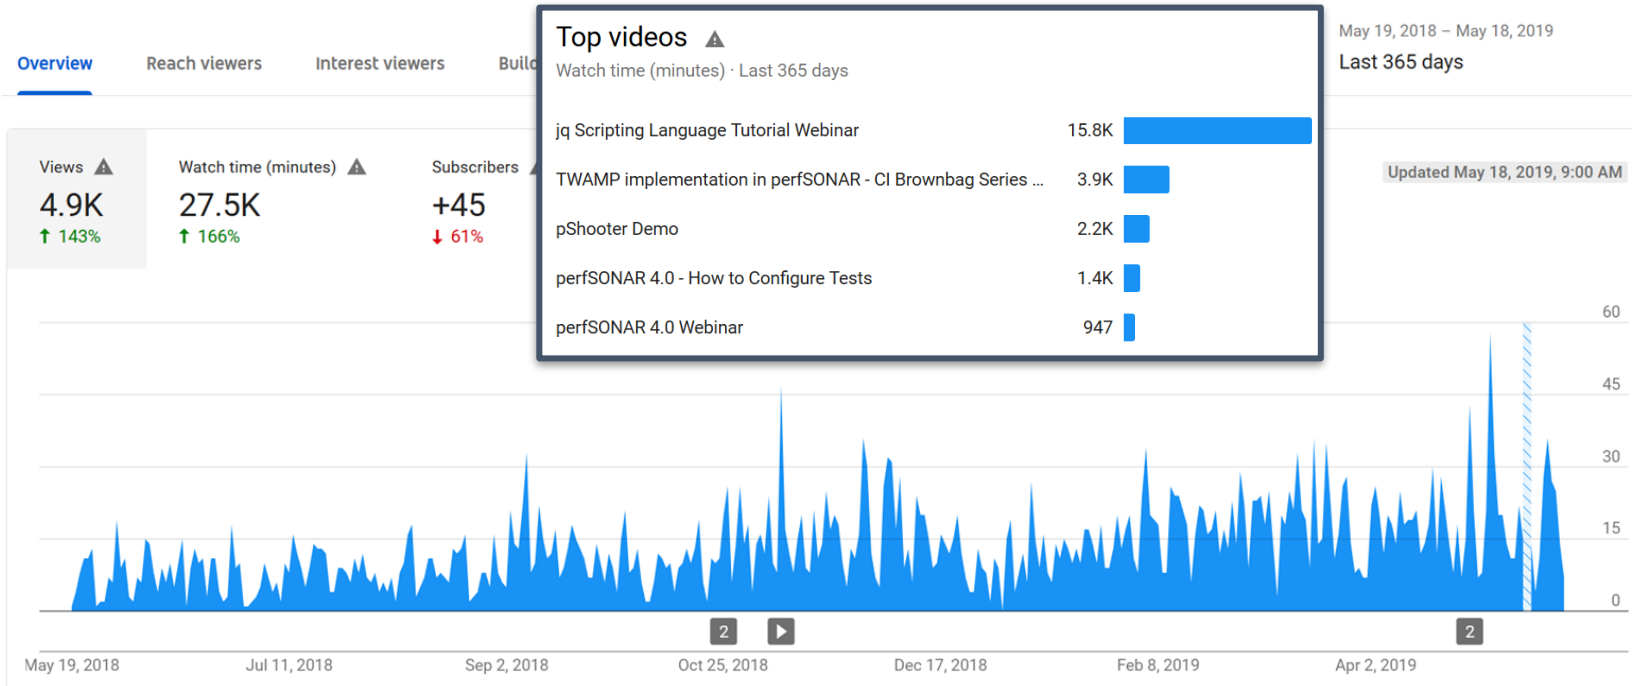 Overview Reach viewers Interest viewers
May 19, 2018 – May 18, 2019
Last 365 days
Updated May 18, 2019, 9:00 AM
Views
4.9K
143%
Watch time (minutes)
27.5K
166%
Subscribers
+45
61%
Top videos
Watch time (minutes) · Last 365 days
jq Scripting Language Tutorial Webinar 15.8K
TWAMP implementation in perfSONAR - CI Brownbag Series ... 3.9K
pShooter Demo 2.2K
perfSONAR 4.0 - How to Configure Tests 1.4K
perfSONAR 4.0 Webinar 947
60
45
30
15
0
2 2
May 19, 2018 Jul 11, 2018 Sep 2, 2018 Oct 25, 2018 Dec 17, 2018 Feb 8, 2019 Apr 2, 2019